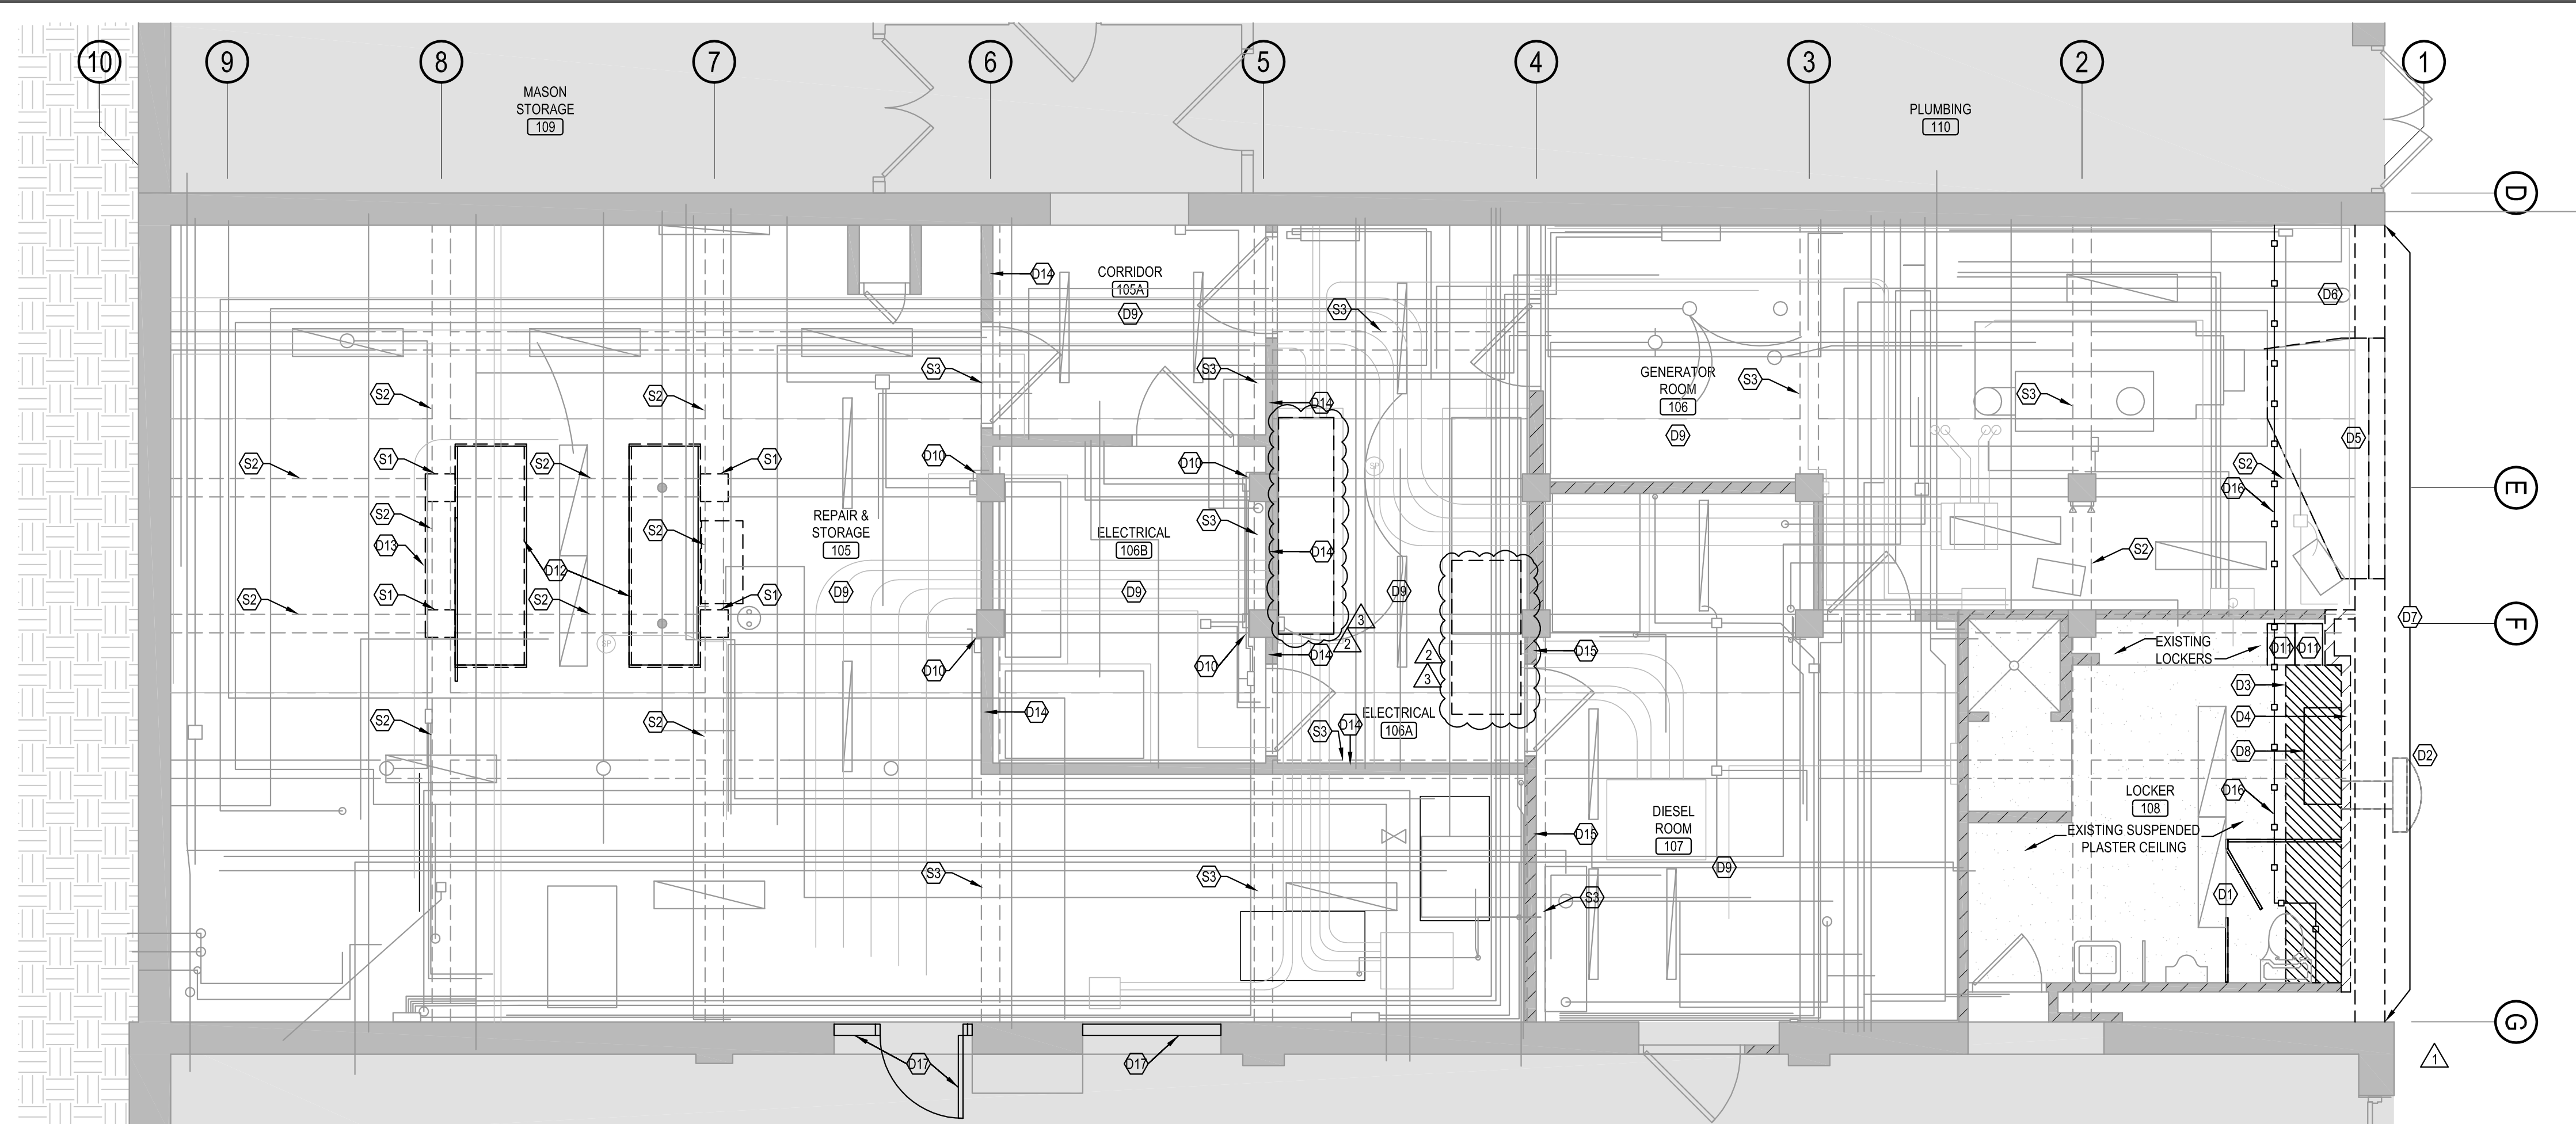 10
9
8
7
6
5
4
3
2
1
MASON
STORAGE
109
PLUMBING
110
D
D14
CORRIDOR
105A
D9
S3
D6
S2
S2
S3
S3
D14
GENERATOR
ROOM
106
D9
S3
S3
D5
S2
S1
S2
S1
D10
D10
SP
S2
D16
E
S2
D13
S2
REPAIR &
STORAGE
105
S3
ELECTRICAL
106B
D14
S2
D12
S2
S1
S2
S1
D9
D9
D9
3
2
F
D7
SP
D10
D10
D14
2
3
D15
EXISTING
LOCKERS
D11
D11
D3
S2
S2
D14
ELECTRICAL
106A
S3
D14
D4
D8
D2
LOCKER
108
D16
EXISTING SUSPENDED
PLASTER CEILING
DIESEL
ROOM
107
D15
D9
S3
S3
S3
D1
G
D17
D17
1